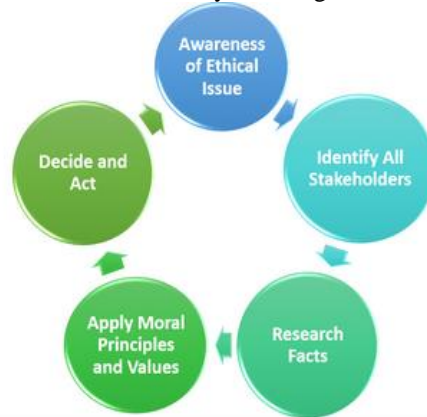 Awareness
of Ethical
Issue
Identify All
Stakeholders
Research
Facts
Apply Moral
Principles
and Values
Decide and
Act